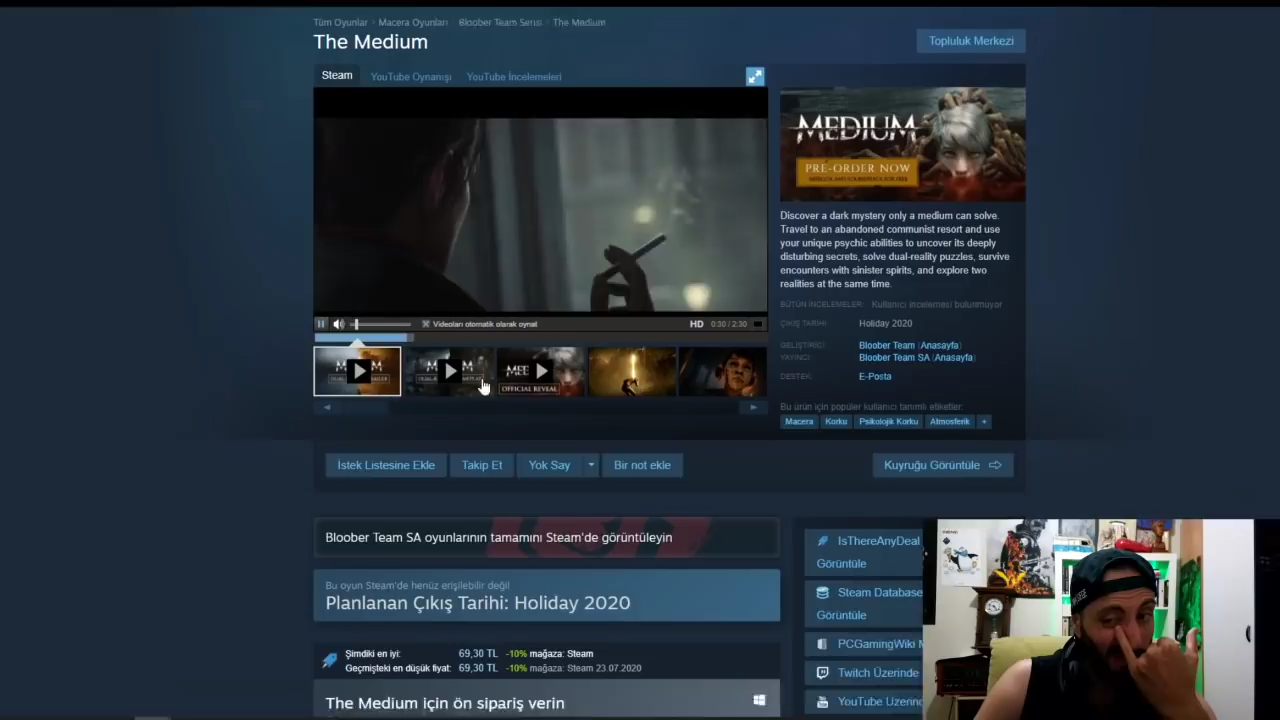 Tüm Oyunlar > Macera Oyunları > Bloober Team Serisi > The Medium
The Medium
Topluluk Merkezi
Steam
YouTube Oynanışı
YouTube İncelemeleri
MEDIUM
PRE-ORDER NOW
Discover a dark mystery only a medium can solve.
Travel to an abandoned communist resort and use
your unique psychic abilities to uncover its deeply
disturbing secrets, solve dual-reality puzzles, survive
encounters with sinister spirits, and explore two
realities at the same time.
BÜTÜN İNCELEMELER: Kullanıcı incelemesi bulunmuyor
ÇIKIŞ TARİHİ: Holiday 2020
GELİŞTİRİCİ: Bloober Team (Anasayfa)
YAYINCI: Bloober Team SA (Anasayfa)
DESTEK: E-Posta
Bu ürün için popüler kullanıcı tanımlı etiketler:
Macera Korku Psikolojik Korku Atmosferik +
Videoları otomatik olarak oynat
HD 0:30 / 2:30
OFFICIAL REVEAL
İstek Listesine Ekle
Takip Et
Yok Say
Bir not ekle
Kuyruğu Görüntüle
Bloober Team SA oyunlarının tamamını Steam'de görüntüleyin
Bu oyun Steam'de henüz erişilebilir değil
Planlanan Çıkış Tarihi: Holiday 2020
Şimdiki en iyi: 69,30 TL -10% mağaza: Steam
Geçmişteki en düşük fiyat: 69,30 TL -10% mağaza: Steam 23.07.2020
The Medium için ön sipariş verin
IsThereAnyDeal
Görüntüle
Steam Database
Görüntüle
PCGamingWiki
Twitch Üzerinde
YouTube Üzerinde